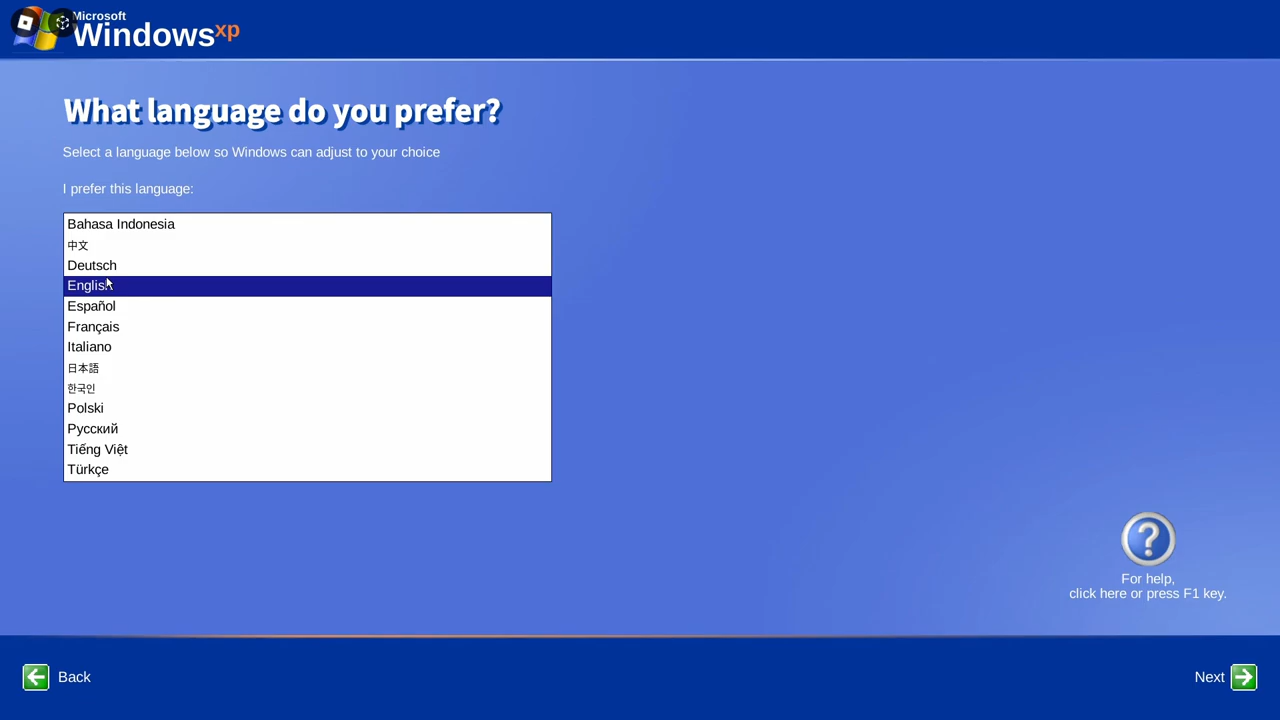 Microsoft
Windowsxp
What language do you prefer?
Select a language below so Windows can adjust to your choice
I prefer this language:
Bahasa Indonesia
中文
Deutsch
English
Español
Français
Italiano
日本語
한국인
Polski
Русский
Tiếng Việt
Türkçe
For help,
click here or press F1 key.
Back
Next